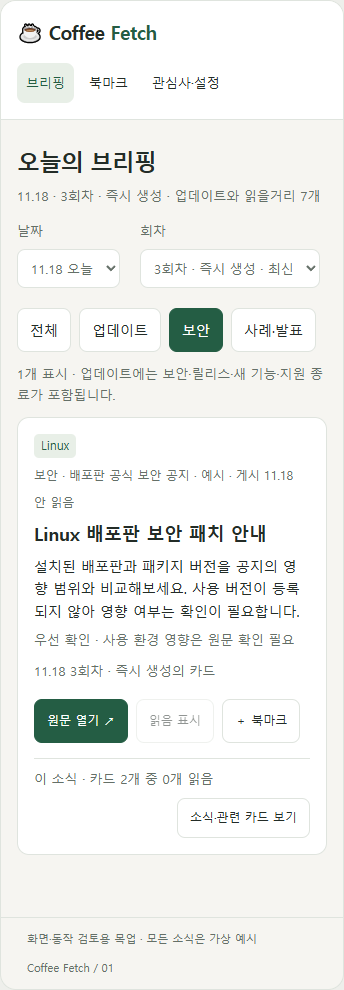 Coffee Fetch
브리핑 북마크 관심사·설정
오늘의 브리핑
11.18 · 3회차 · 즉시 생성 · 업데이트와 읽을거리 7개
날짜 회차
11.18 오늘 3회차 · 즉시 생성 · 최신
전체 업데이트 보안 사례·발표
1개 표시 · 업데이트에는 보안·릴리스·새 기능·지원 종
료가 포함됩니다.
Linux
보안 · 배포판 공식 보안 공지 · 예시 · 게시 11.18
안 읽음
Linux 배포판 보안 패치 안내
설치된 배포판과 패키지 버전을 공지의 영
향 범위와 비교해보세요. 사용 버전이 등록
되지 않아 영향 여부는 확인이 필요합니다.
우선 확인 · 사용 환경 영향은 원문 확인 필요
11.18 3회차 · 즉시 생성의 카드
원문 열기 ↗ 읽음 표시 + 북마크
이 소식 · 카드 2개 중 0개 읽음
소식·관련 카드 보기
화면·동작 검토용 목업 · 모든 소식은 가상 예시
Coffee Fetch / 01